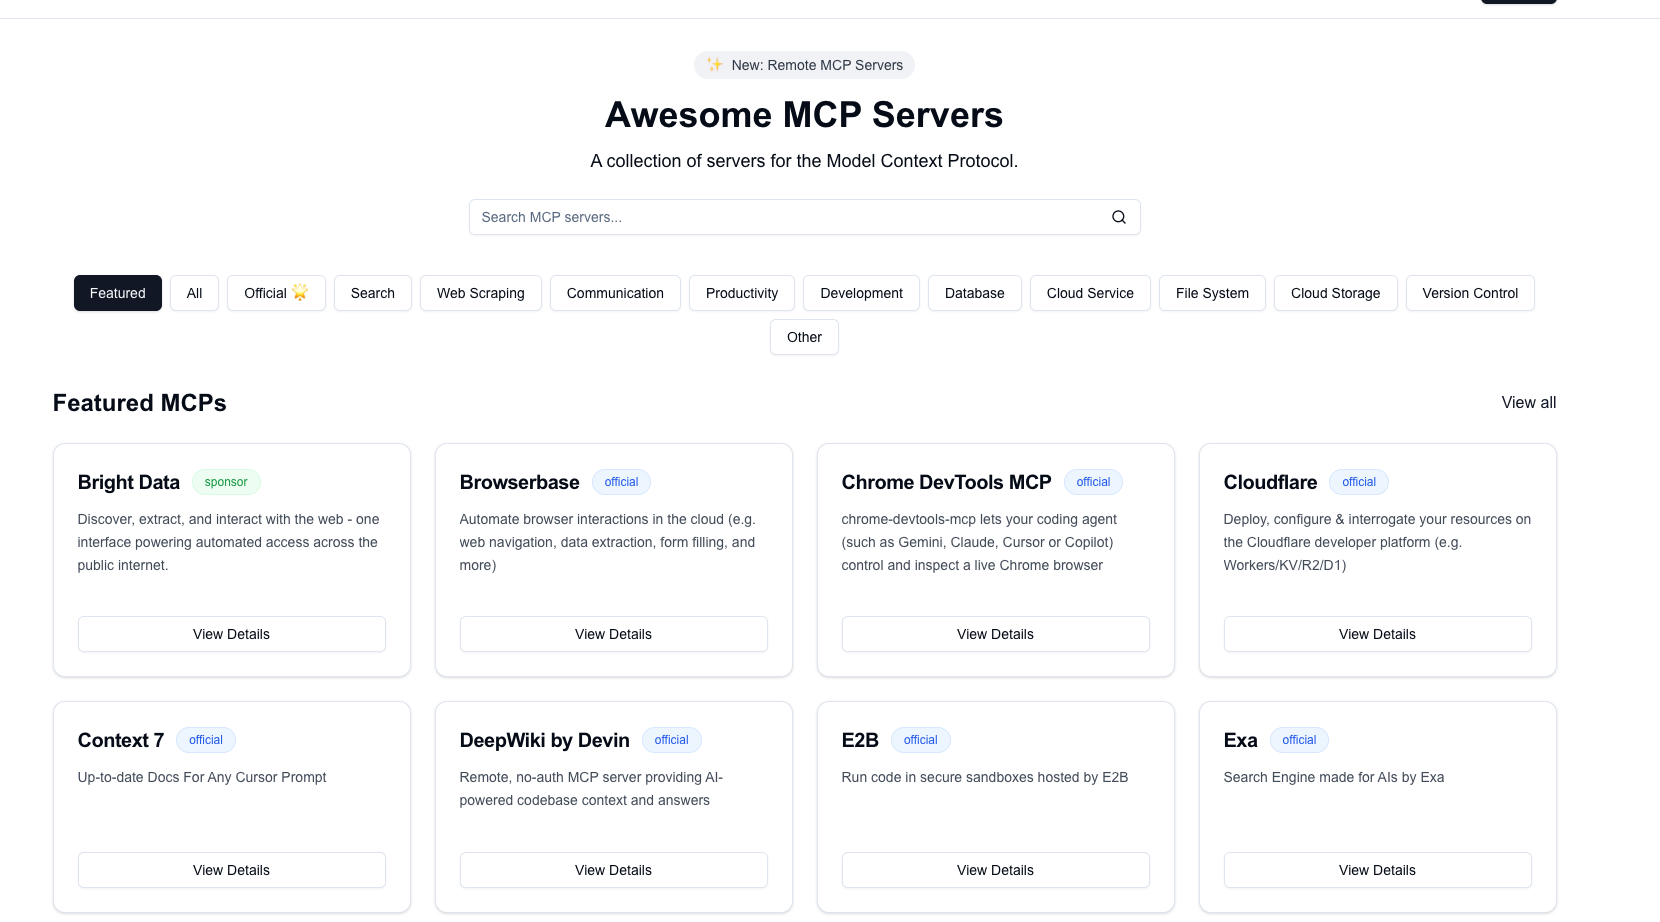 New: Remote MCP Servers
Awesome MCP Servers
A collection of servers for the Model Context Protocol.
Search MCP servers...
Featured
All
Official
Search
Web Scraping
Communication
Productivity
Development
Database
Cloud Service
File System
Cloud Storage
Version Control
Other
Featured MCPs
View all
Bright Data
sponsor
Discover, extract, and interact with the web - one
interface powering automated access across the
public internet.
View Details
Browserbase
official
Automate browser interactions in the cloud (e.g.
web navigation, data extraction, form filling, and
more)
View Details
Chrome DevTools MCP
official
chrome-devtools-mcp lets your coding agent
(such as Gemini, Claude, Cursor or Copilot)
control and inspect a live Chrome browser
View Details
Cloudflare
official
Deploy, configure & interrogate your resources on
the Cloudflare developer platform (e.g.
Workers/KV/R2/D1)
View Details
Context 7
official
Up-to-date Docs For Any Cursor Prompt
View Details
DeepWiki by Devin
official
Remote, no-auth MCP server providing AI-
powered codebase context and answers
View Details
E2B
official
Run code in secure sandboxes hosted by E2B
View Details
Exa
official
Search Engine made for AIs by Exa
View Details